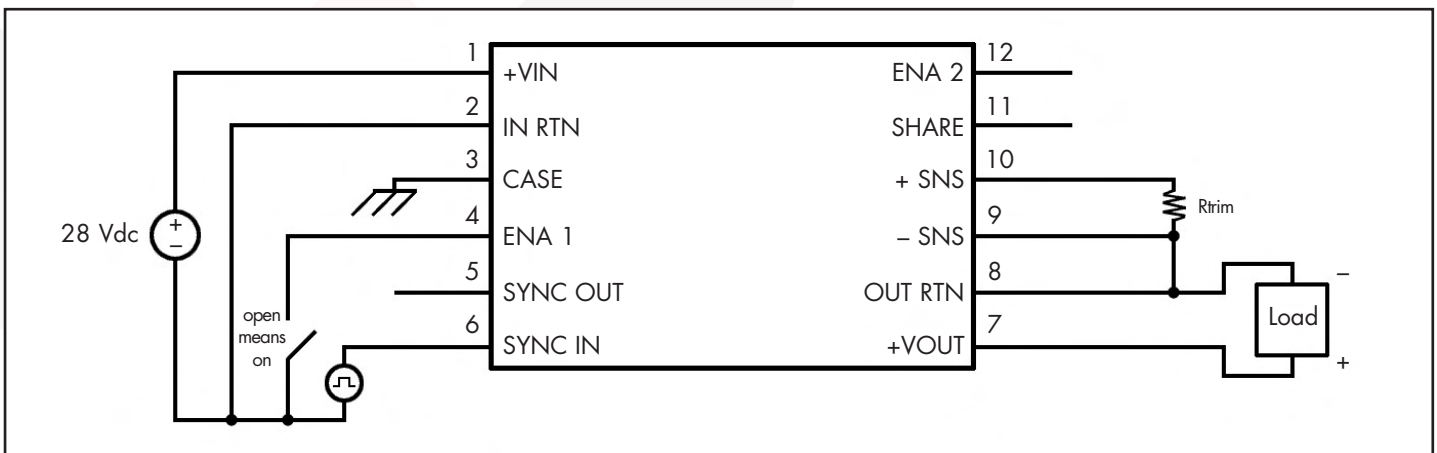 1
+VIN
2
IN RTN
3
CASE
4
ENA 1
5
SYNC OUT
6
SYNC IN
12
ENA 2
11
SHARE
10
+ SNS
9
– SNS
8
OUT RTN
7
+VOUT
28 Vdc
+
–
open
means
on
Rtrim
Load
–
+